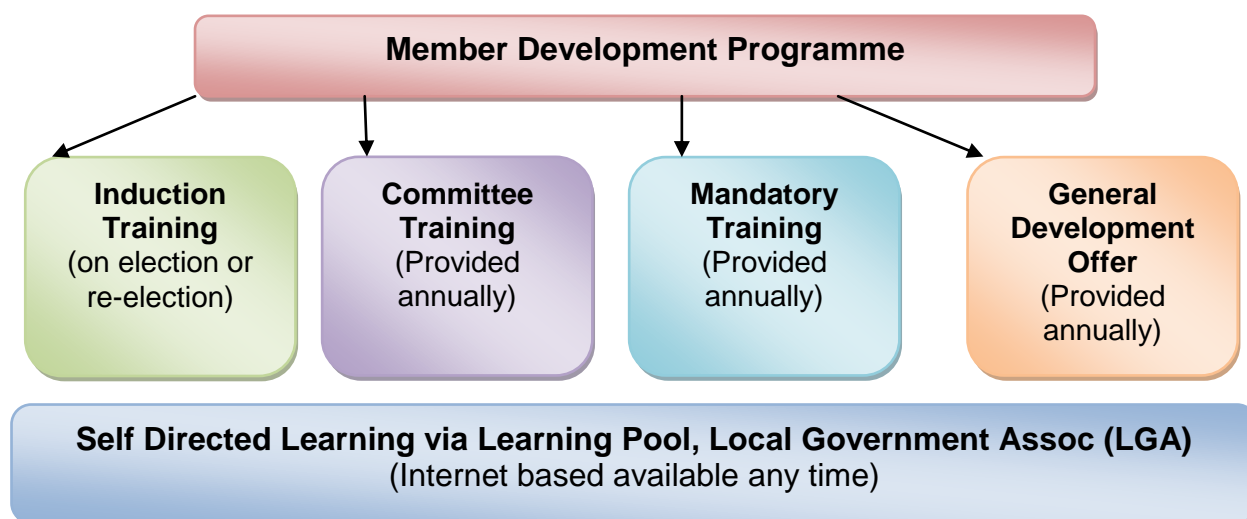 Member Development Programme
Induction
Training
(on election or
re-election)
Committee
Training
(Provided
annually)
Mandatory
Training
(Provided
annually)
General
Development
Offer
(Provided
annually)
Self Directed Learning via Learning Pool, Local Government Assoc (LGA)
(Internet based available any time)